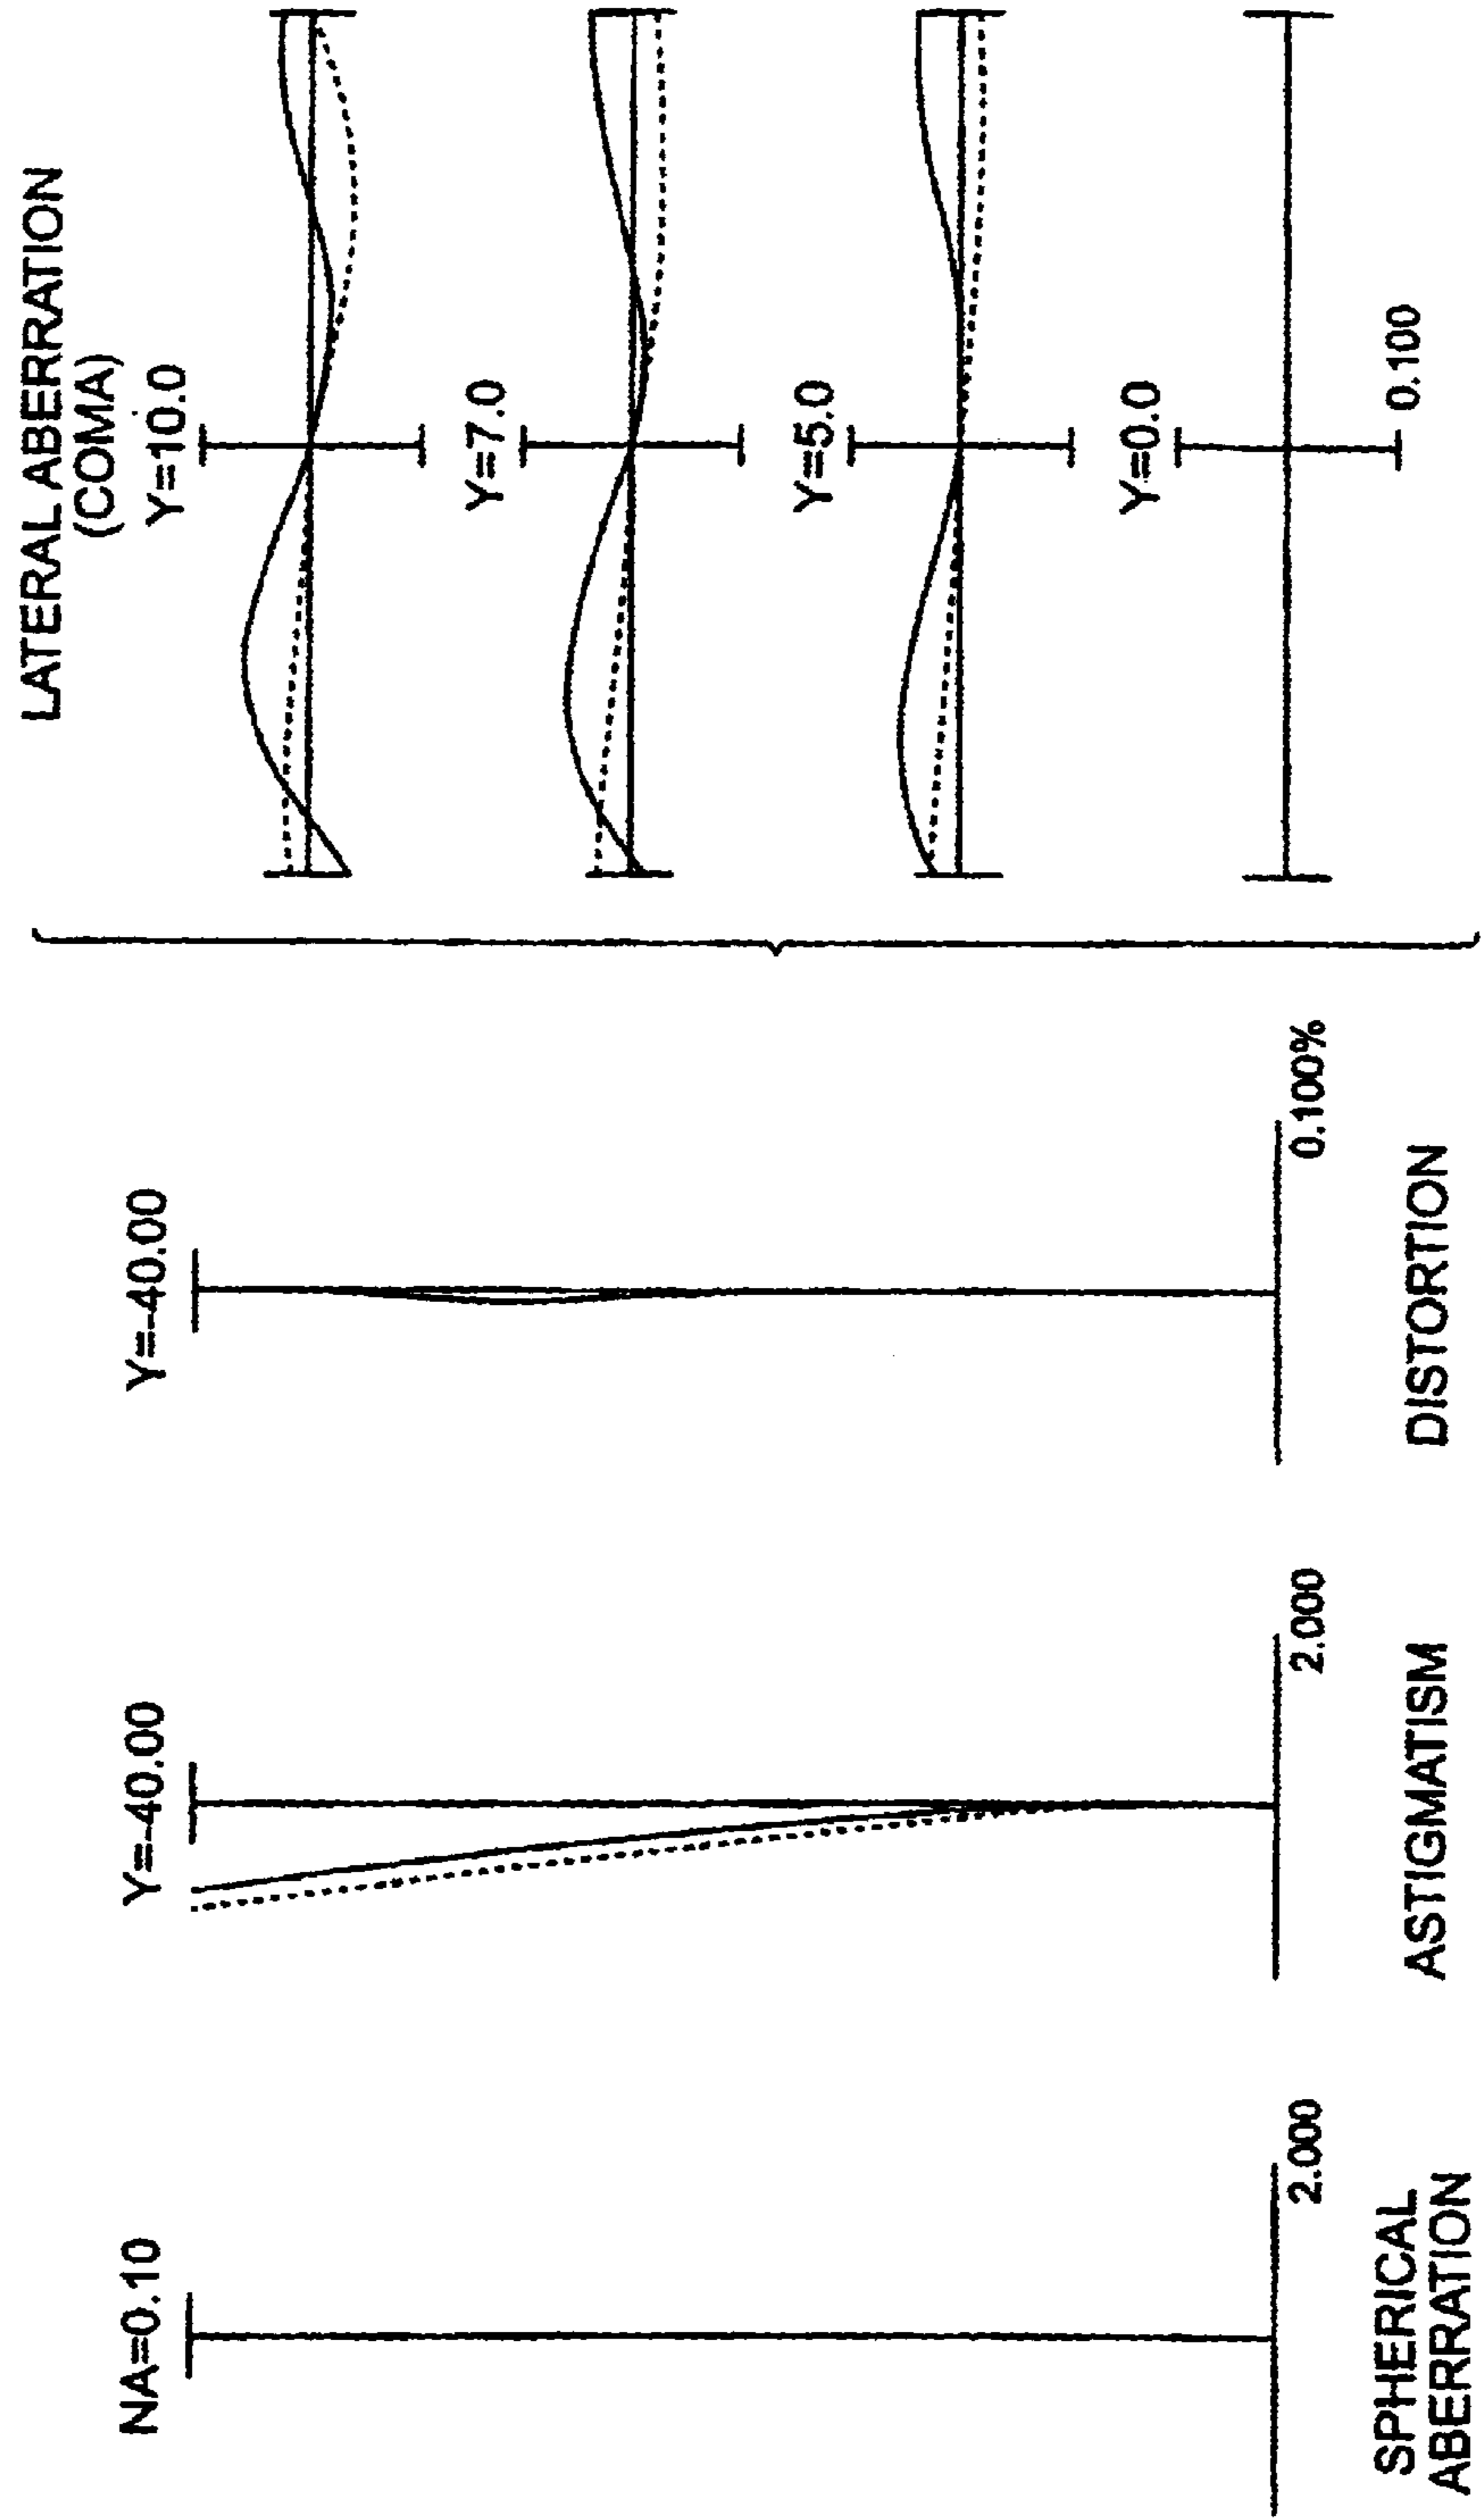 NA=0.10
2.000
SPHERICAL
ABERRATION
Y=-40.00
2.000
ASTIGMATISM
Y=-40.00
0.100%
DISTORTION
LATERAL ABERRATION
(COMA)
Y=10.0
Y=7.0
Y=5.0
Y=0.0
0.100